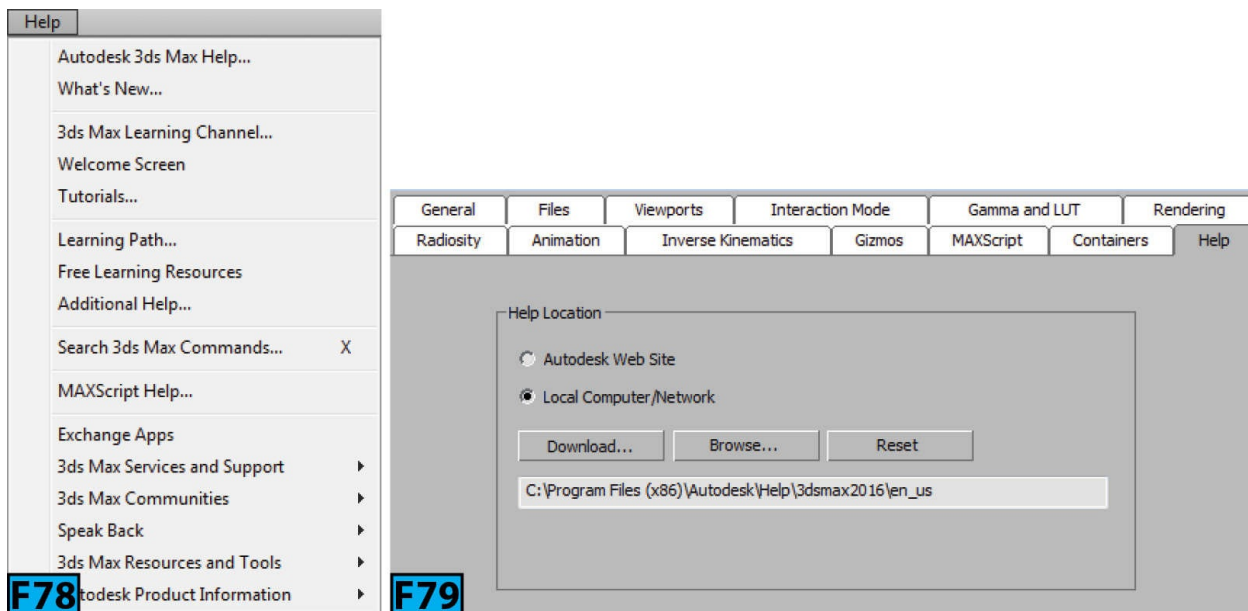 Help
Autodesk 3ds Max Help...
What's New...
3ds Max Learning Channel...
Welcome Screen
Tutorials...
Learning Path...
Free Learning Resources
Additional Help...
Search 3ds Max Commands... X
MAXScript Help...
Exchange Apps
3ds Max Services and Support
3ds Max Communities
Speak Back
3ds Max Resources and Tools
F78 todesk Product Information
General Files Viewports Interaction Mode Gamma and LUT Rendering
Radiosity Animation Inverse Kinematics Gizmos MAXScript Containers Help
Help Location
Autodesk Web Site
Local Computer/Network
Download... Browse... Reset
C:\Program Files (x86)\Autodesk\Help\3dsmax2016\en_us
F79